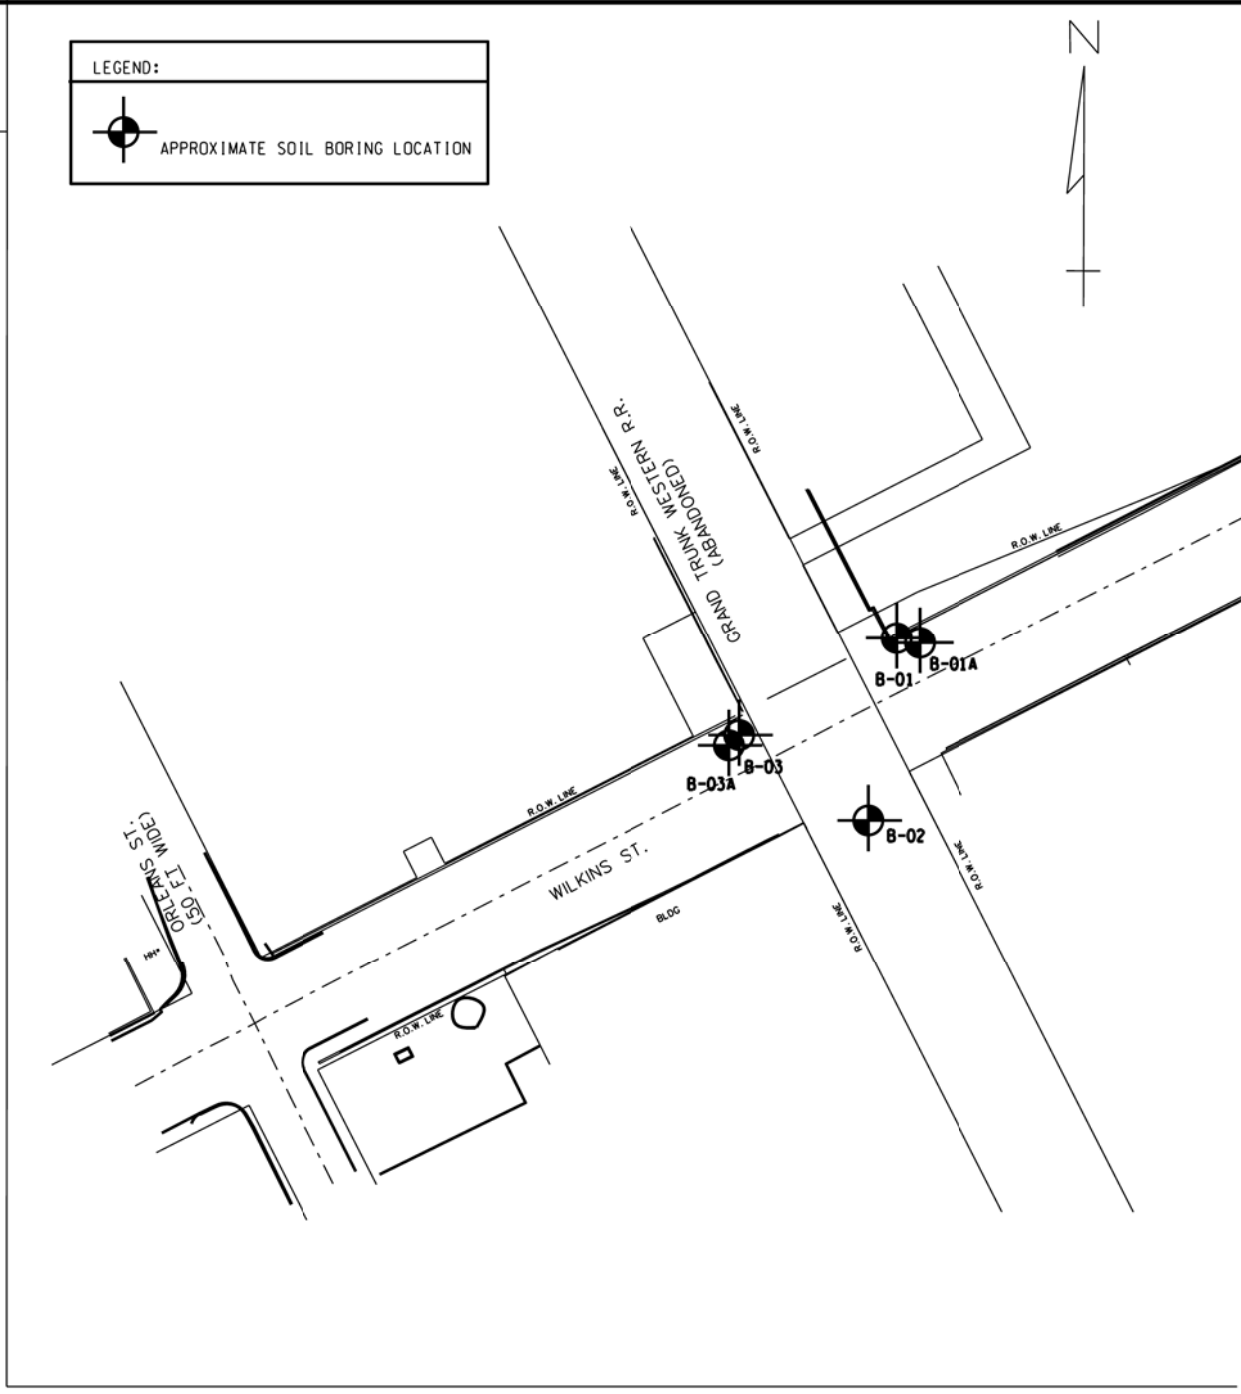 LEGEND:
APPROXIMATE SOIL BORING LOCATION
N
R.O.W. LINE
GRAND TRUNK WESTERN R.R.
(ABANDONED)
R.O.W. LINE
R.O.W. LINE
B-01
B-01A
B-03
B-03A
R.O.W. LINE
B-02
ORLEANS ST.
(50 FT WIDE)
WILKINS ST.
BLDG
R.O.W. LINE
R.O.W. LINE
HH*
R.O.W. LINE